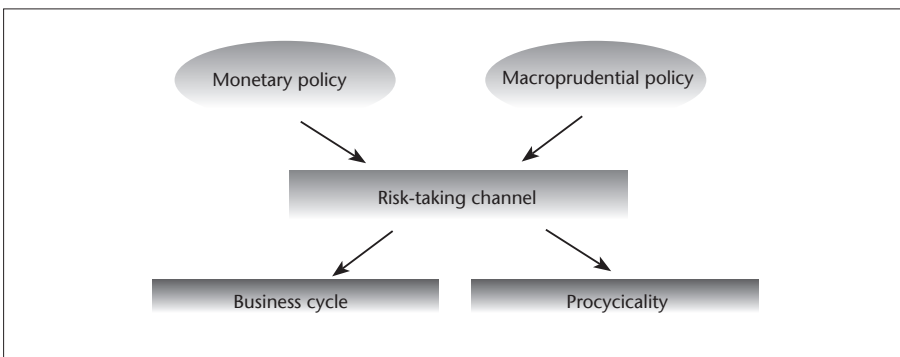 Monetary policy
Macroprudential policy
Risk-taking channel
Business cycle
Procycicality